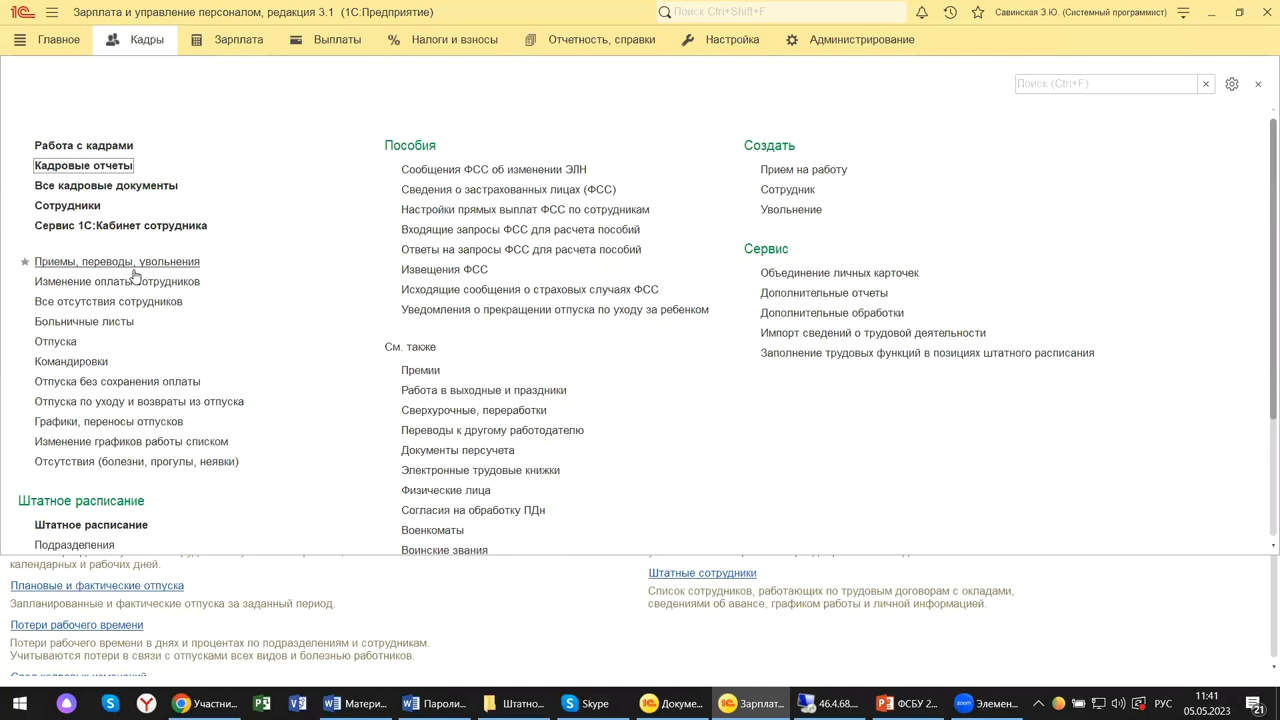 Зарплата и управление персоналом, редакция 3.1 (1С:Предприятие)
Поиск Ctrl+Shift+F
Савинская З.Ю. (Системный программист)
Главное
Кадры
Зарплата
Выплаты
Налоги и взносы
Отчетность, справки
Настройка
Администрирование
Поиск (Ctrl+F)
Работа с кадрами
Кадровые отчеты
Все кадровые документы
Сотрудники
Сервис 1С:Кабинет сотрудника
Приемы, переводы, увольнения
Изменение оплаты сотрудников
Все отсутствия сотрудников
Больничные листы
Отпуска
Командировки
Отпуска без сохранения оплаты
Отпуска по уходу и возвраты из отпуска
Графики, переносы отпусков
Изменение графиков работы списком
Отсутствия (болезни, прогулы, неявки)
Штатное расписание
Штатное расписание
Подразделения
Пособия
Сообщения ФСС об изменении ЭЛН
Сведения о застрахованных лицах (ФСС)
Настройки прямых выплат ФСС по сотрудникам
Входящие запросы ФСС для расчета пособий
Ответы на запросы ФСС для расчета пособий
Извещения ФСС
Исходящие сообщения о страховых случаях ФСС
Уведомления о прекращении отпуска по уходу за ребенком
См. также
Премии
Работа в выходные и праздники
Сверхурочные, переработки
Переводы к другому работодателю
Документы персучета
Электронные трудовые книжки
Физические лица
Согласия на обработку ПДн
Военкоматы
Воинские звания
Создать
Прием на работу
Сотрудник
Увольнение
Сервис
Объединение личных карточек
Дополнительные отчеты
Дополнительные обработки
Импорт сведений о трудовой деятельности
Заполнение трудовых функций в позициях штатного расписания
календарных и рабочих дней.
Плановые и фактические отпуска
Запланированные и фактические отпуска за заданный период.
Потери рабочего времени
Потери рабочего времени в днях и процентах по подразделениям и сотрудникам.
Учитываются потери в связи с отпусками всех видов и болезнью работников.
Штатные сотрудники
Список сотрудников, работающих по трудовым договорам с окладами,
сведениями об авансе, графиком работы и личной информацией.
Участни...
Матери...
Пароли...
Штатно...
Skype
Докуме...
Зарплат...
46.4.68...
ФСБУ 2...
Элемен...
РУС
11:41
05.05.2023
21